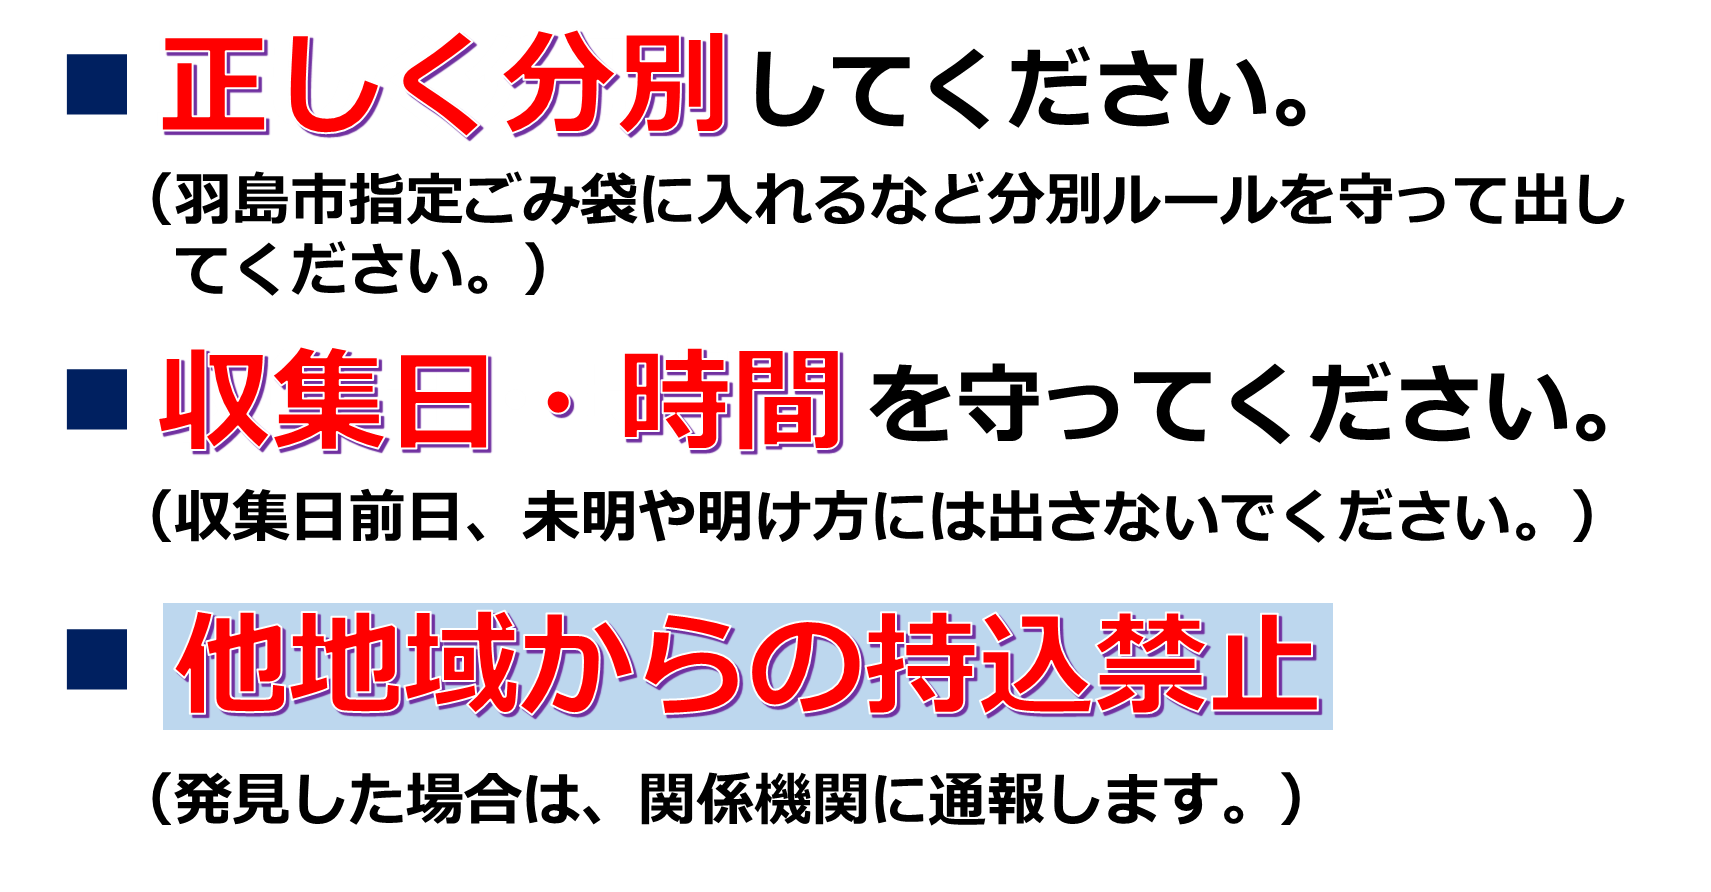 ■ 正しく分別してください。
（羽島市指定ごみ袋に入れるなど分別ルールを守って出し
てください。）
■ 収集日・時間を守ってください。
（収集日前日、未明や明け方には出さないでください。）
■ 他地域からの持込禁止
（発見した場合は、関係機関に通報します。）